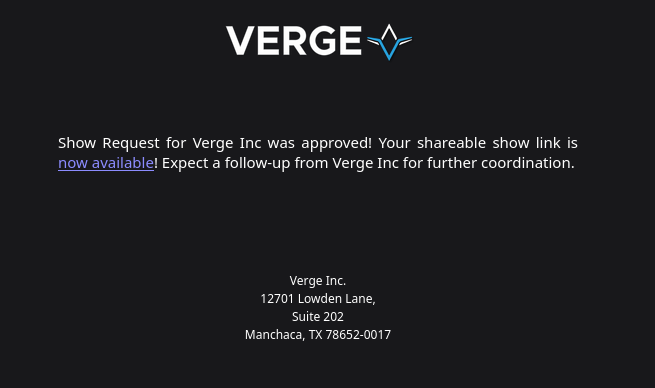 VERGE
Show Request for Verge Inc was approved! Your shareable show link is
now available! Expect a follow-up from Verge Inc for further coordination.
Verge Inc.
12701 Lowden Lane,
Suite 202
Manchaca, TX 78652-0017